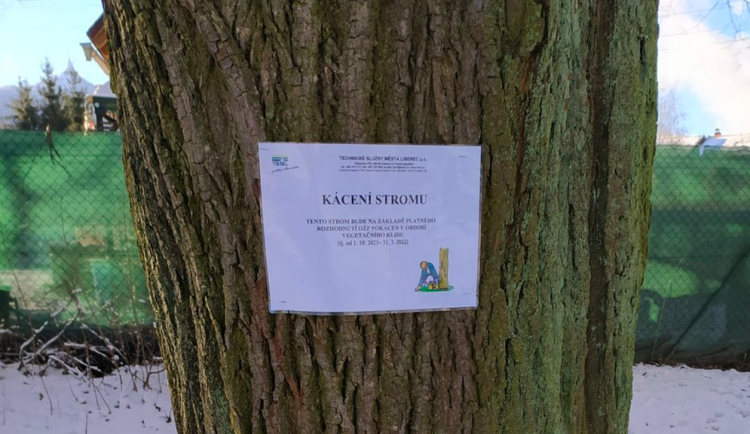 TECHNICKÉ SLUŽBY MĚSTA LIBEREC a.s.
KÁCENÍ STROMU
TENTO STROM BUDE NA ZÁKLADĚ PLATNÉHO
ROZHODNUTÍ OŽP POKÁCEN V OBDOBÍ
VEGETAČNÍHO KLIDU
(tj. od 1. 10. 2021- 31. 3. 2022)